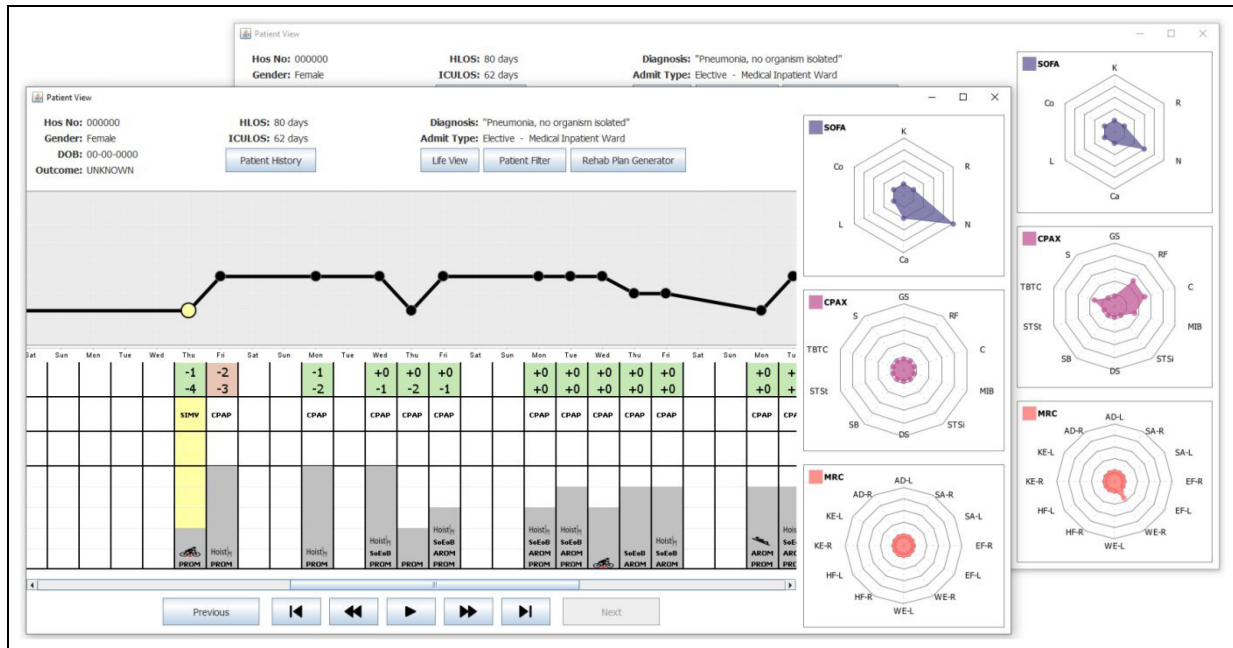 Patient View
Hos No: 000000 HLOS: 80 days Diagnosis: "Pneumonia, no organism isolated"
Gender: Female ICULOS: 62 days Admit Type: Elective - Medical Inpatient Ward
SOFA
K
Co R
L N
Ca
CPAX
GS
S RF
TBTC C
STSt MIB
SB STSi
DS
MRC
AD-L
AD-R SA-R
KE-L SA-L
KE-R EF-R
HF-L EF-L
HF-R WE-R
WE-L
Patient View
Hos No: 000000 HLOS: 80 days Diagnosis: "Pneumonia, no organism isolated"
Gender: Female ICULOS: 62 days Admit Type: Elective - Medical Inpatient Ward
DOB: 00-00-0000 Patient History Life View Patient Filter Rehab Plan Generator
Outcome: UNKNOWN
Sat Sun Mon Tue Wed Thu Fri Sat Sun Mon Tue Wed Thu Fri Sat Sun Mon Tue Wed Thu Fri Sat Sun Mon
-1 -2 -1 +0 +0 +0 +0 +0 +0 +0 +0 +0
-4 -3 -2 -1 -2 -1 +0 +0 +0 +0 +0 +0
SIMV CPAP CPAP CPAP CPAP CPAP CPAP CPAP CPAP CPAP CPAP CPAP
Hoist Hoist Hoist Hoist
Hoist Hoist SoEoB SoEoB SoEoB SoEoB
SoEoB AROM AROM AROM SoEoB AROM AROM AROM
PROM PROM PROM PROM PROM PROM PROM PROM AROM PROM PROM
SOFA
K
Co R
L N
Ca
CPAX
GS
S RF
TBTC C
STSt MIB
SB STSi
DS
MRC
AD-L
AD-R SA-R
KE-L SA-L
KE-R EF-R
HF-L EF-L
HF-R WE-R
WE-L
Previous Next